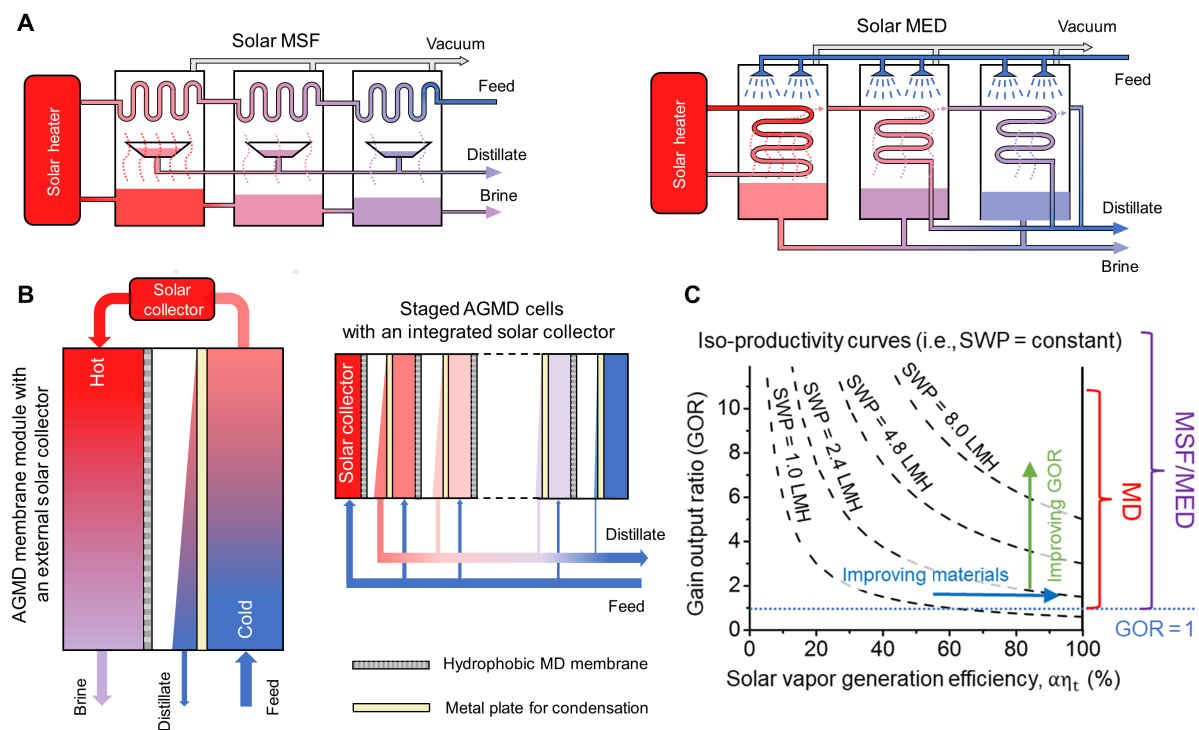 A
Solar MSF
Vacuum
Feed
Solar heater
Distillate
Brine
Solar MED
Vacuum
Feed
Solar heater
Distillate
Brine
B
Solar
collector
AGMD membrane module with
an external solar collector
Hot
Cold
Brine
Distillate
Feed
Staged AGMD cells
with an integrated solar collector
Solar collector
Distillate
Feed
Hydrophobic MD membrane
Metal plate for condensation
C
Iso-productivity curves (i.e., SWP = constant)
Gain output ratio (GOR)
10
8
6
4
2
0
SWP = 1.0 LMH
SWP = 2.4 LMH
SWP = 4.8 LMH
SWP = 8.0 LMH
Improving materials
Improving GOR
MD
MSF/MED
GOR = 1
0 20 40 60 80 100
Solar vapor generation efficiency, αηₜ (%)